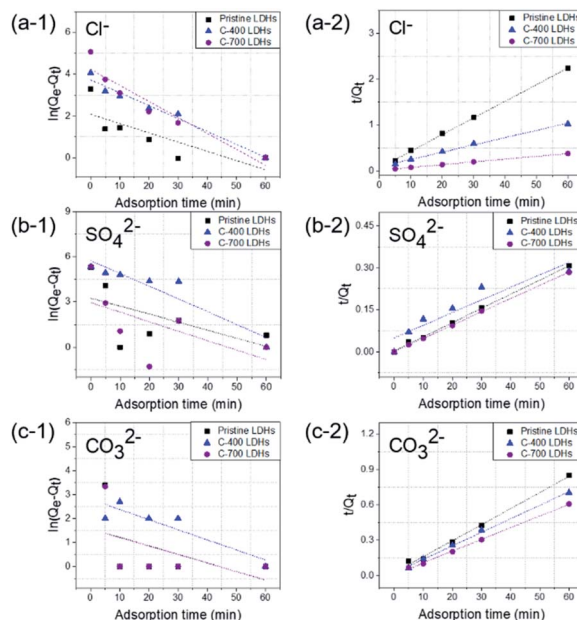 (a-1)
Cl-
Pristine LDHs
C-400 LDHs
C-700 LDHs
ln(Qe-Qt)
6
4
2
0
0 10 20 30 40 50 60
Adsorption time (min)
(a-2)
Cl-
Pristine LDHs
C-400 LDHs
C-700 LDHs
t/Qt
3
2
1
0
0 10 20 30 40 50 60
Adsorption time (min)
(b-1)
SO4 2-
Pristine LDHs
C-400 LDHs
C-700 LDHs
ln(Qe-Qt)
9
6
3
0
0 10 20 30 40 50 60
Adsorption time (min)
(b-2)
SO4 2-
Pristine LDHs
C-400 LDHs
C-700 LDHs
t/Qt
0.45
0.30
0.15
0.00
0 10 20 30 40 50 60
Adsorption time (min)
(c-1)
CO3 2-
Pristine LDHs
C-400 LDHs
C-700 LDHs
ln(Qe-Qt)
6
5
4
3
2
1
0
0 10 20 30 40 50 60
Adsorption time (min)
(c-2)
CO3 2-
Pristine LDHs
C-400 LDHs
C-700 LDHs
t/Qt
1.2
0.9
0.6
0.3
0.0
0 10 20 30 40 50 60
Adsorption time (min)